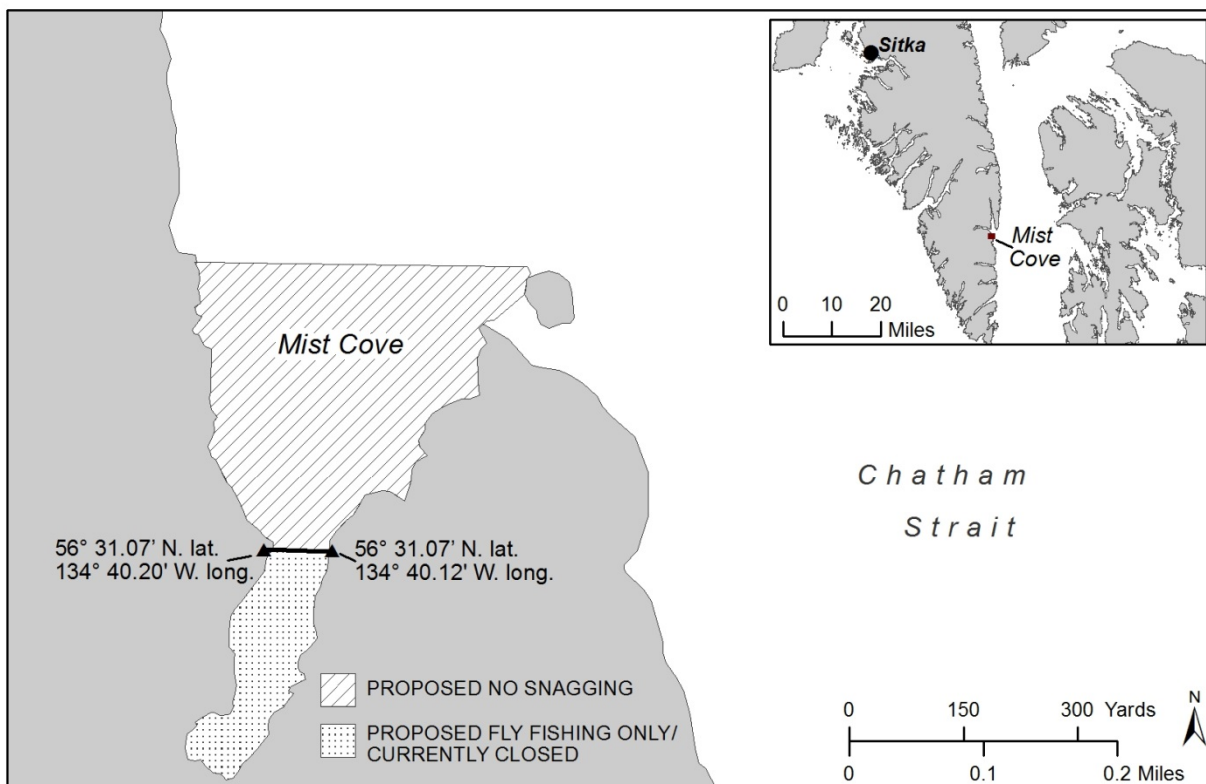 Sitka
Mist
Cove
0 10 20
Miles
Mist Cove
Chatham
Strait
56° 31.07' N. lat.
134° 40.20' W. long.
56° 31.07' N. lat.
134° 40.12' W. long.
PROPOSED NO SNAGGING
PROPOSED FLY FISHING ONLY/
CURRENTLY CLOSED
0 150 300 Yards
0 0.1 0.2 Miles
N